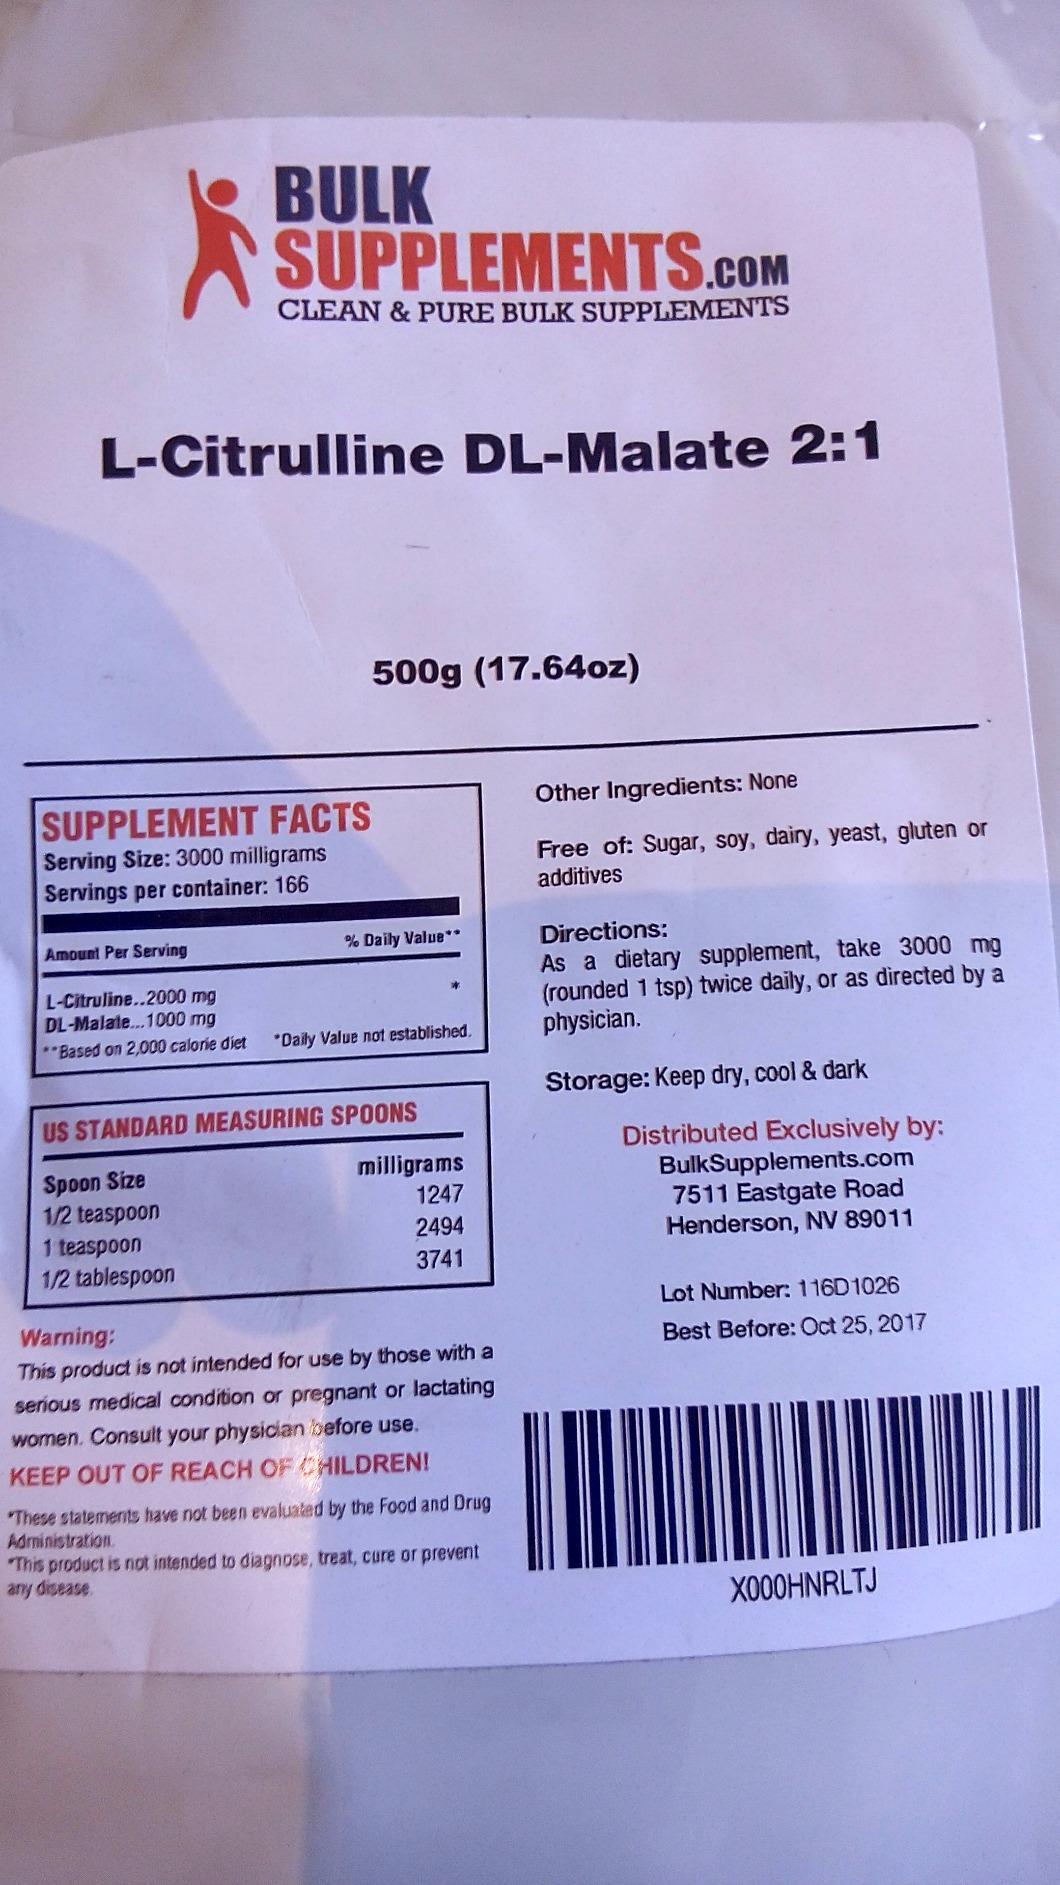 BULK
SUPPLEMENTS.COM
CLEAN & PURE BULK SUPPLEMENTS
L-Citrulline DL-Malate 2:1
500g (17.64oz)
SUPPLEMENT FACTS
Serving Size: 3000 milligrams
Servings per container: 166
Amount Per Serving % Daily Value**
L-Citruline..2000 mg *
DL-Malate...1000 mg
**Based on 2,000 calorie diet *Daily Value not established.
US STANDARD MEASURING SPOONS
Spoon Size milligrams
1/2 teaspoon 1247
1 teaspoon 2494
1/2 tablespoon 3741
Warning:
This product is not intended for use by those with a
serious medical condition or pregnant or lactating
women. Consult your physician before use.
KEEP OUT OF REACH OF CHILDREN!
*These statements have not been evaluated by the Food and Drug
Administration.
*This product is not intended to diagnose, treat, cure or prevent
any disease.
Other Ingredients: None
Free of: Sugar, soy, dairy, yeast, gluten or
additives
Directions:
As a dietary supplement, take 3000 mg
(rounded 1 tsp) twice daily, or as directed by a
physician.
Storage: Keep dry, cool & dark
Distributed Exclusively by:
BulkSupplements.com
7511 Eastgate Road
Henderson, NV 89011
Lot Number: 116D1026
Best Before: Oct 25, 2017
X000HNRLTJ